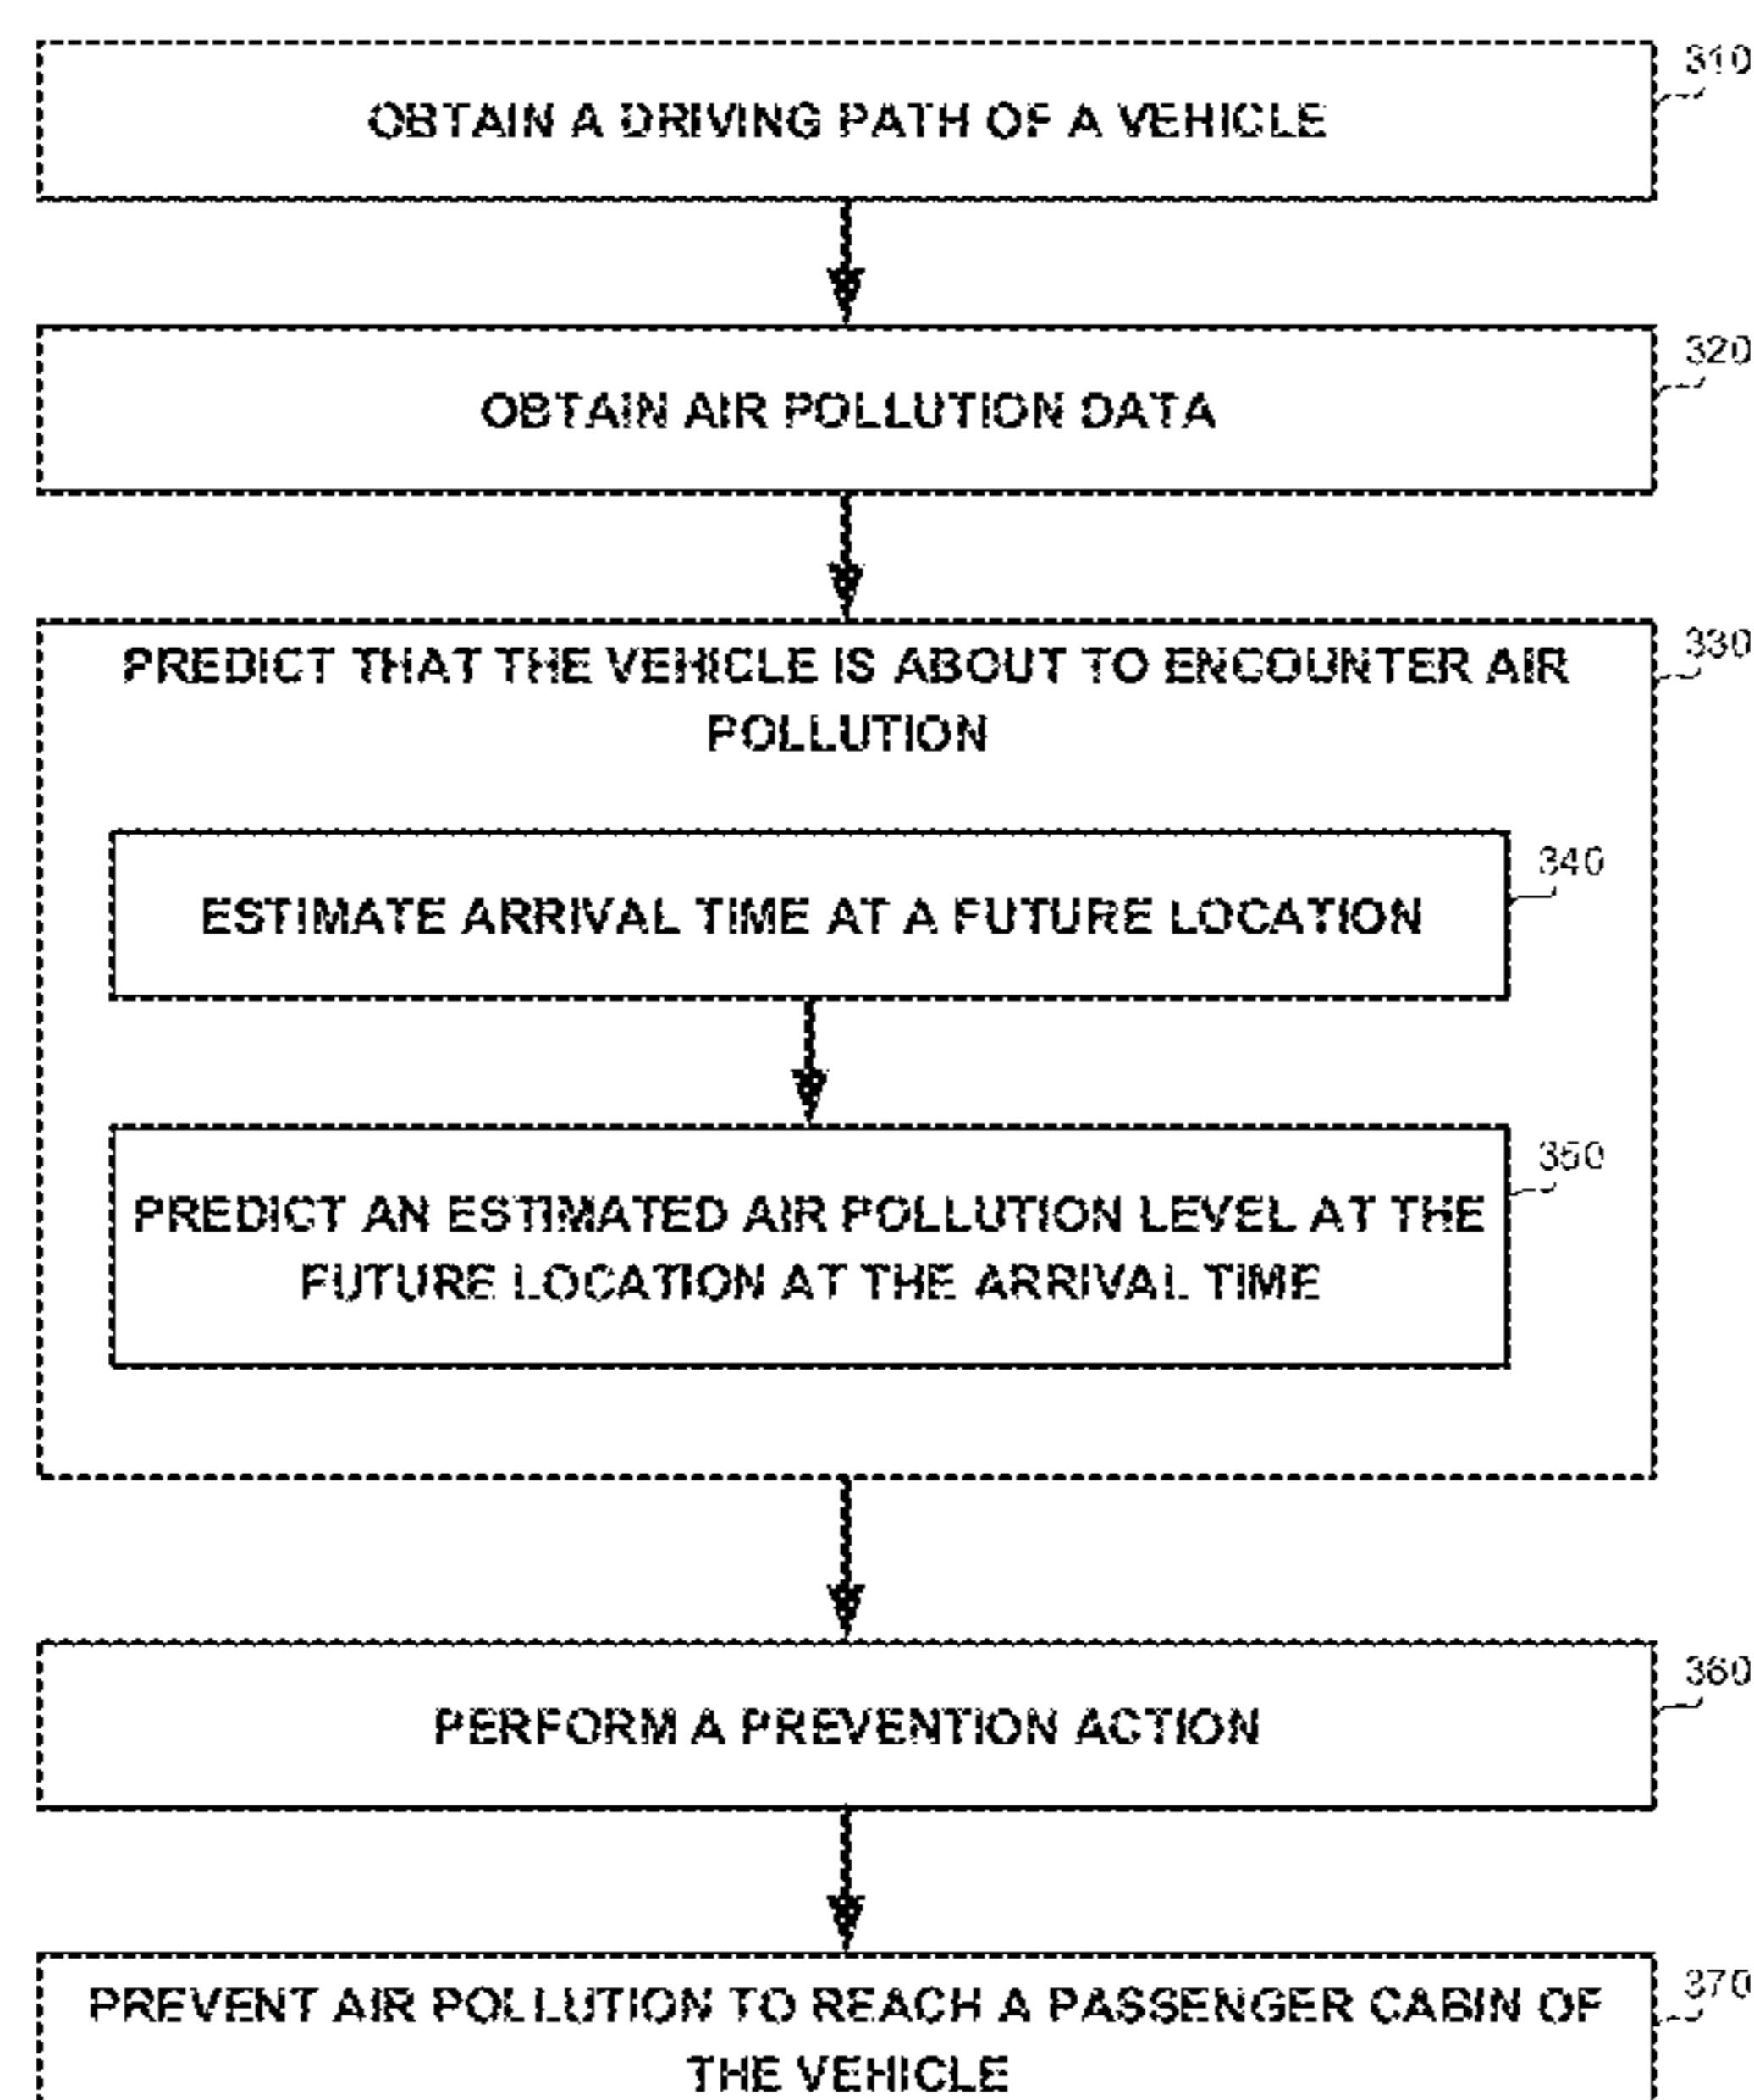 310
OBTAIN A DRIVING PATH OF A VEHICLE
320
OBTAIN AIR POLLUTION DATA
330
PREDICT THAT THE VEHICLE IS ABOUT TO ENCOUNTER AIR
POLLUTION
340
ESTIMATE ARRIVAL TIME AT A FUTURE LOCATION
350
PREDICT AN ESTIMATED AIR POLLUTION LEVEL AT THE
FUTURE LOCATION AT THE ARRIVAL TIME
360
PERFORM A PREVENTION ACTION
370
PREVENT AIR POLLUTION TO REACH A PASSENGER CABIN OF
THE VEHICLE